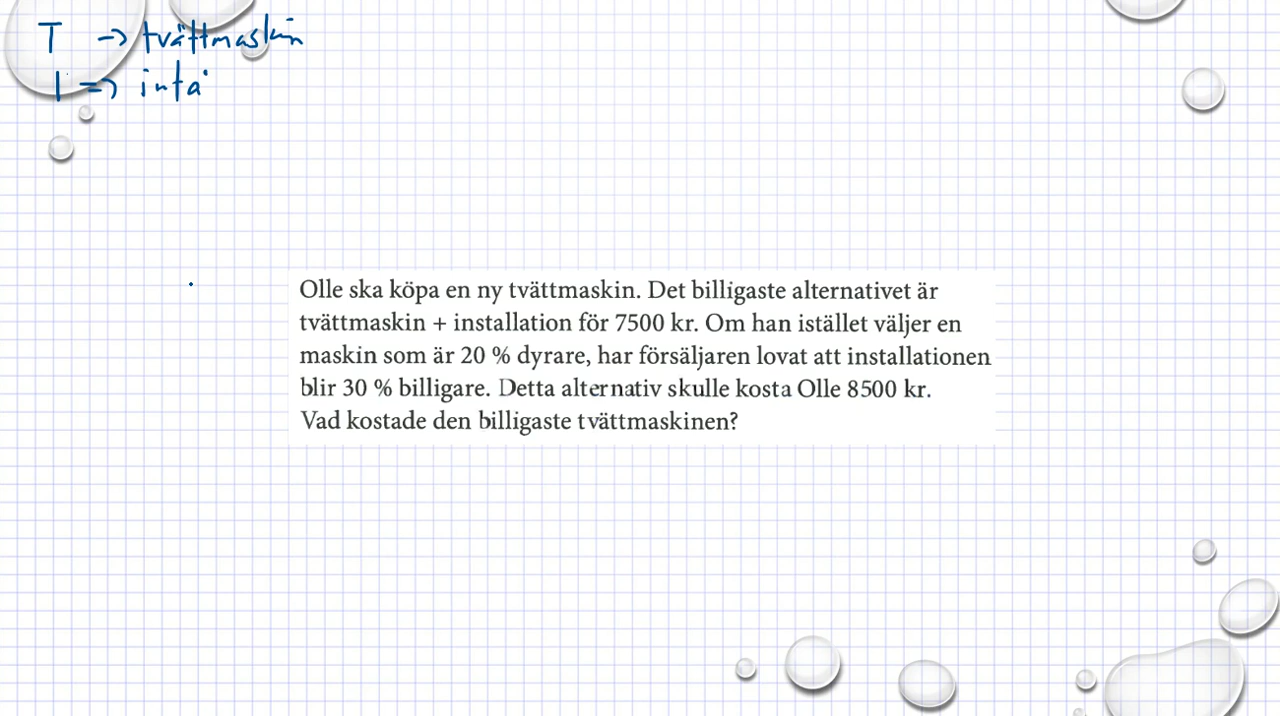 T -> tvättmaskin
I => insta
Olle ska köpa en ny tvättmaskin. Det billigaste alternativet är
tvättmaskin + installation för 7500 kr. Om han istället väljer en
maskin som är 20 % dyrare, har försäljaren lovat att installationen
blir 30 % billigare. Detta alternativ skulle kosta Olle 8500 kr.
Vad kostade den billigaste tvättmaskinen?